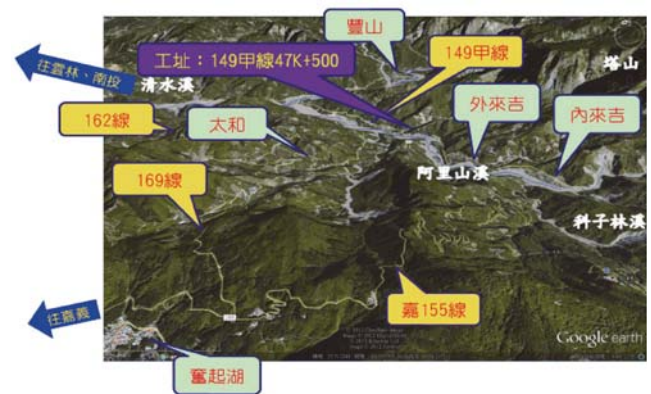 豐山
工址：149甲線47K+500
149甲線
塔山
往雲林、南投
清水溪
外來吉
內來吉
162線
太和
阿里山溪
169線
科子林溪
嘉155線
往嘉義
Google earth
奮起湖